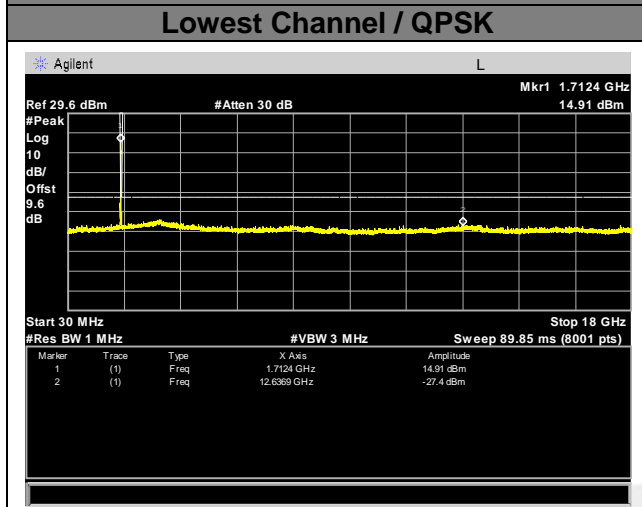 Lowest Channel / QPSK
Agilent L
Mkr1 1.7124 GHz
Ref 29.6 dBm #Atten 30 dB 14.91 dBm
#Peak
Log
10
dB/
Offst
9.6
dB
2
Start 30 MHz Stop 18 GHz
#Res BW 1 MHz #VBW 3 MHz Sweep 89.85 ms (8001 pts)
Marker Trace Type X Axis Amplitude
1 (1) Freq 1.7124 GHz 14.91 dBm
2 (1) Freq 12.6369 GHz -27.4 dBm